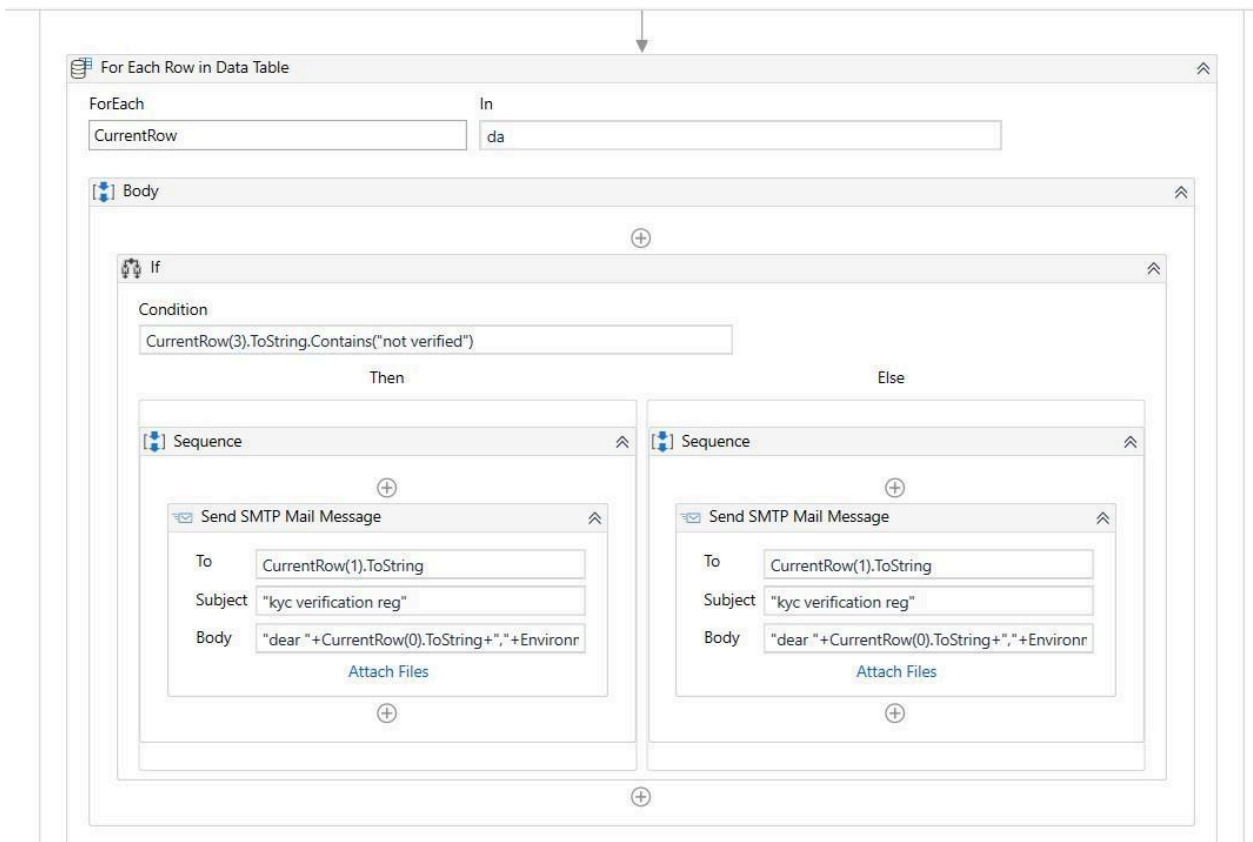 For Each Row in Data Table
ForEach In
CurrentRow da
Body
If
Condition
CurrentRow(3).ToString.Contains("not verified")
Then Else
Sequence Sequence
Send SMTP Mail Message Send SMTP Mail Message
To CurrentRow(1).ToString To CurrentRow(1).ToString
Subject "kyc verification reg" Subject "kyc verification reg"
Body "dear "+CurrentRow(0).ToString+","+Environr Body "dear "+CurrentRow(0).ToString+","+Environr
Attach Files Attach Files